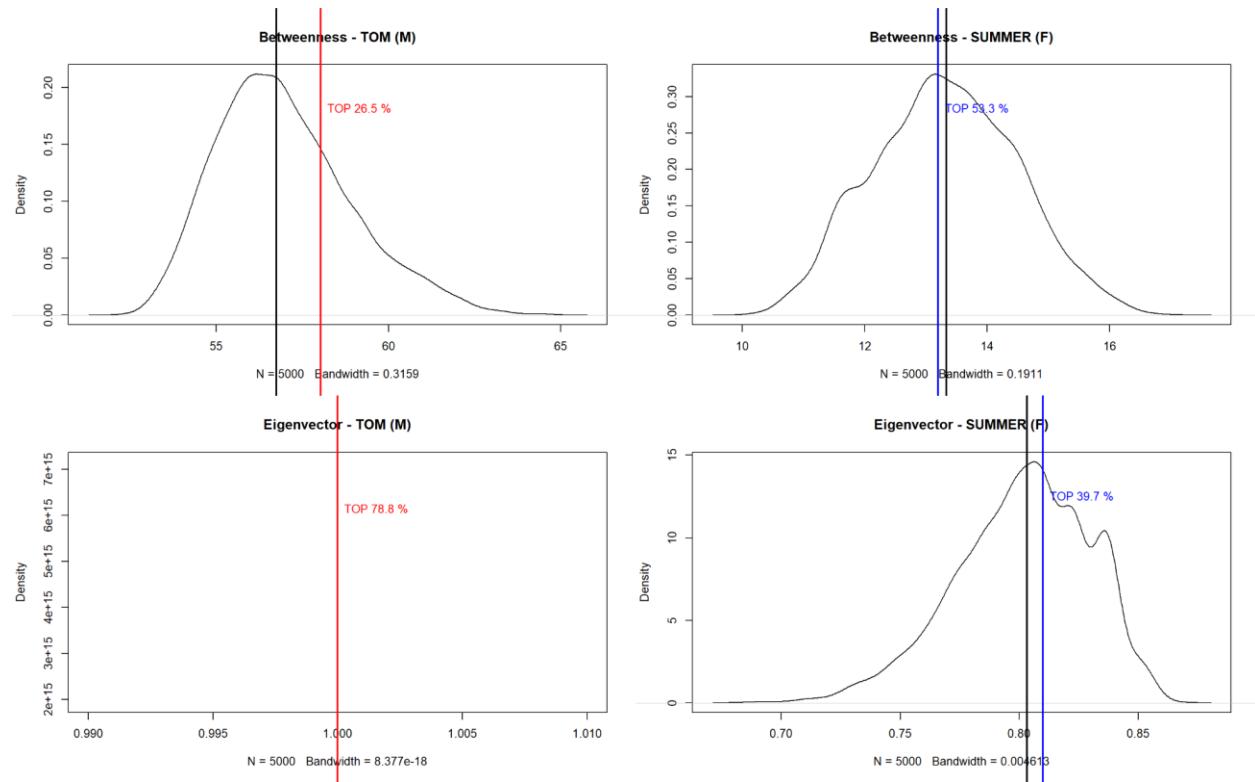 Betweenness - TOM (M)
Density
0.00
0.05
0.10
0.15
0.20
TOP 26.5 %
55
60
65
N = 5000 Bandwidth = 0.3159
Betweenness - SUMMER (F)
Density
0.00
0.05
0.10
0.15
0.20
0.25
0.30
TOP 53.3 %
10
12
14
16
N = 5000 Bandwidth = 0.1911
Eigenvector - TOM (M)
Density
2e+15
3e+15
4e+15
5e+15
6e+15
7e+15
TOP 78.8 %
0.990
0.995
1.000
1.005
1.010
N = 5000 Bandwidth = 8.377e-18
Eigenvector - SUMMER (F)
Density
0
5
10
15
TOP 39.7 %
0.70
0.75
0.80
0.85
N = 5000 Bandwidth = 0.004613